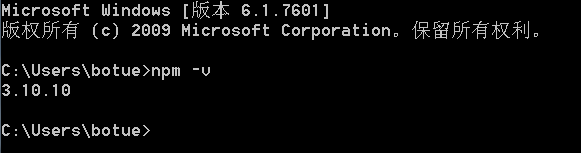 Microsoft Windows [版本 6.1.7601]
版权所有 (c) 2009 Microsoft Corporation。保留所有权利。
C:\Users\botue>npm -v
3.10.10
C:\Users\botue>